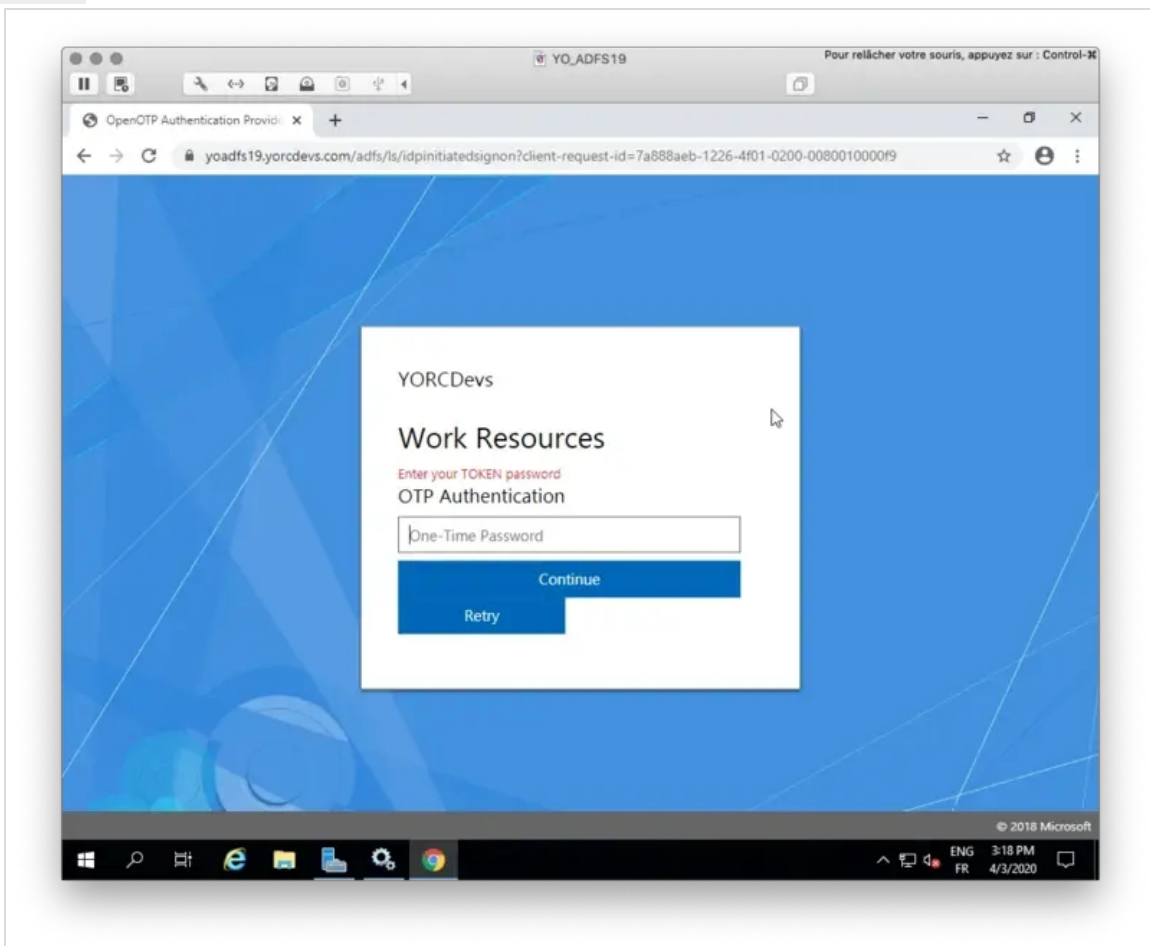 YO_ADFS19
Pour relâcher votre souris, appuyez sur : Control-⌘
OpenOTP Authentication Provid
yoadfs19.yorcdevs.com/adfs/ls/idpinitiatedsignon?client-request-id=7a888aeb-1226-4f01-0200-0080010000f9
YORCDevs
Work Resources
Enter your TOKEN password
OTP Authentication
One-Time Password
Continue
Retry
© 2018 Microsoft
ENG 3:18 PM
FR 4/3/2020